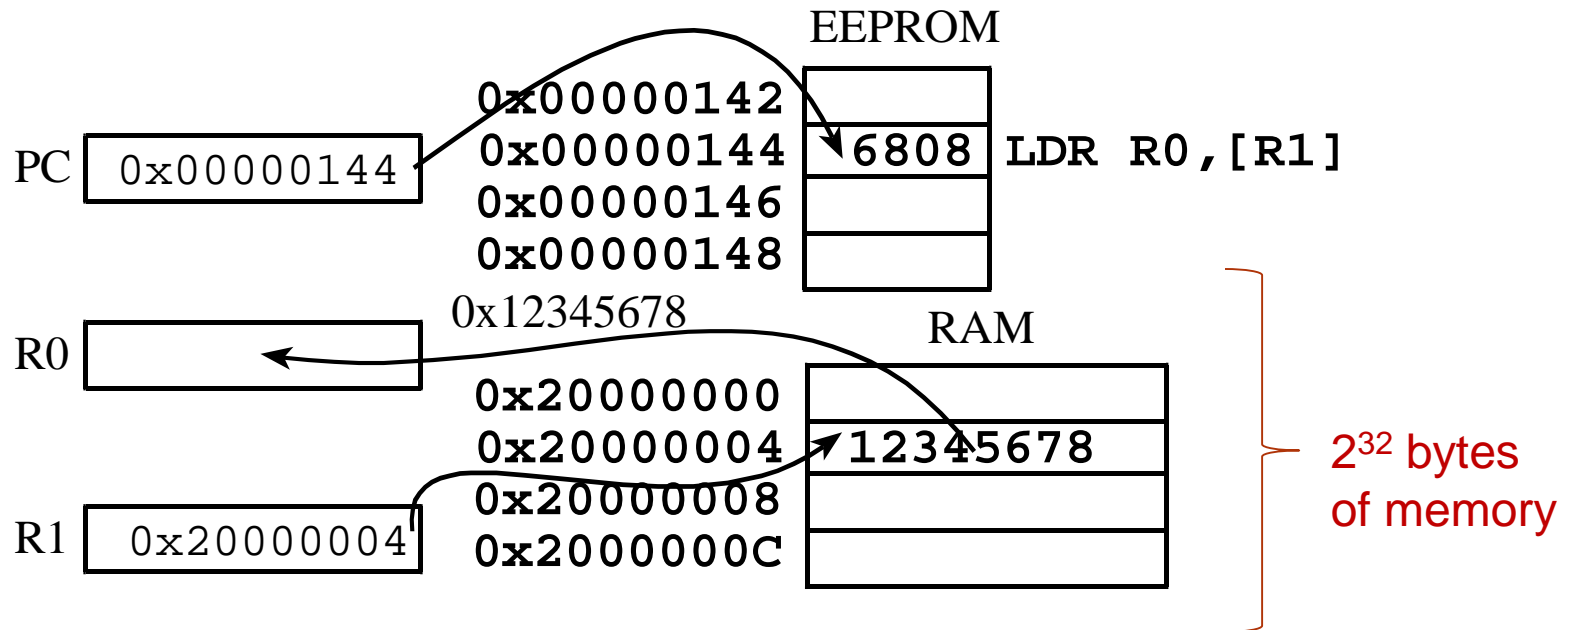 EEPROM
0x00000142
PC 0x00000144 0x00000144 6808 LDR R0,[R1]
0x00000146
0x00000148
0x12345678
RAM
R0
0x20000000
0x20000004 12345678
0x20000008
R1 0x20000004 0x2000000C
2³² bytes
of memory